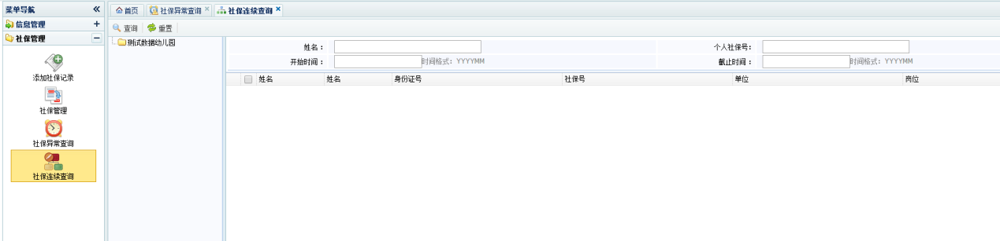 菜单导航 «
首页 社保异常查询 × 社保连续查询 ×
信息管理 +
社保管理 −
添加社保记录
社保管理
社保异常查询
社保连续查询
查询 重置
测试数据幼儿园
姓名： 个人社保号：
开始时间： 时间格式：YYYYMM 截止时间： 时间格式：YYYYMM
姓名 姓名 身份证号 社保号 单位 岗位